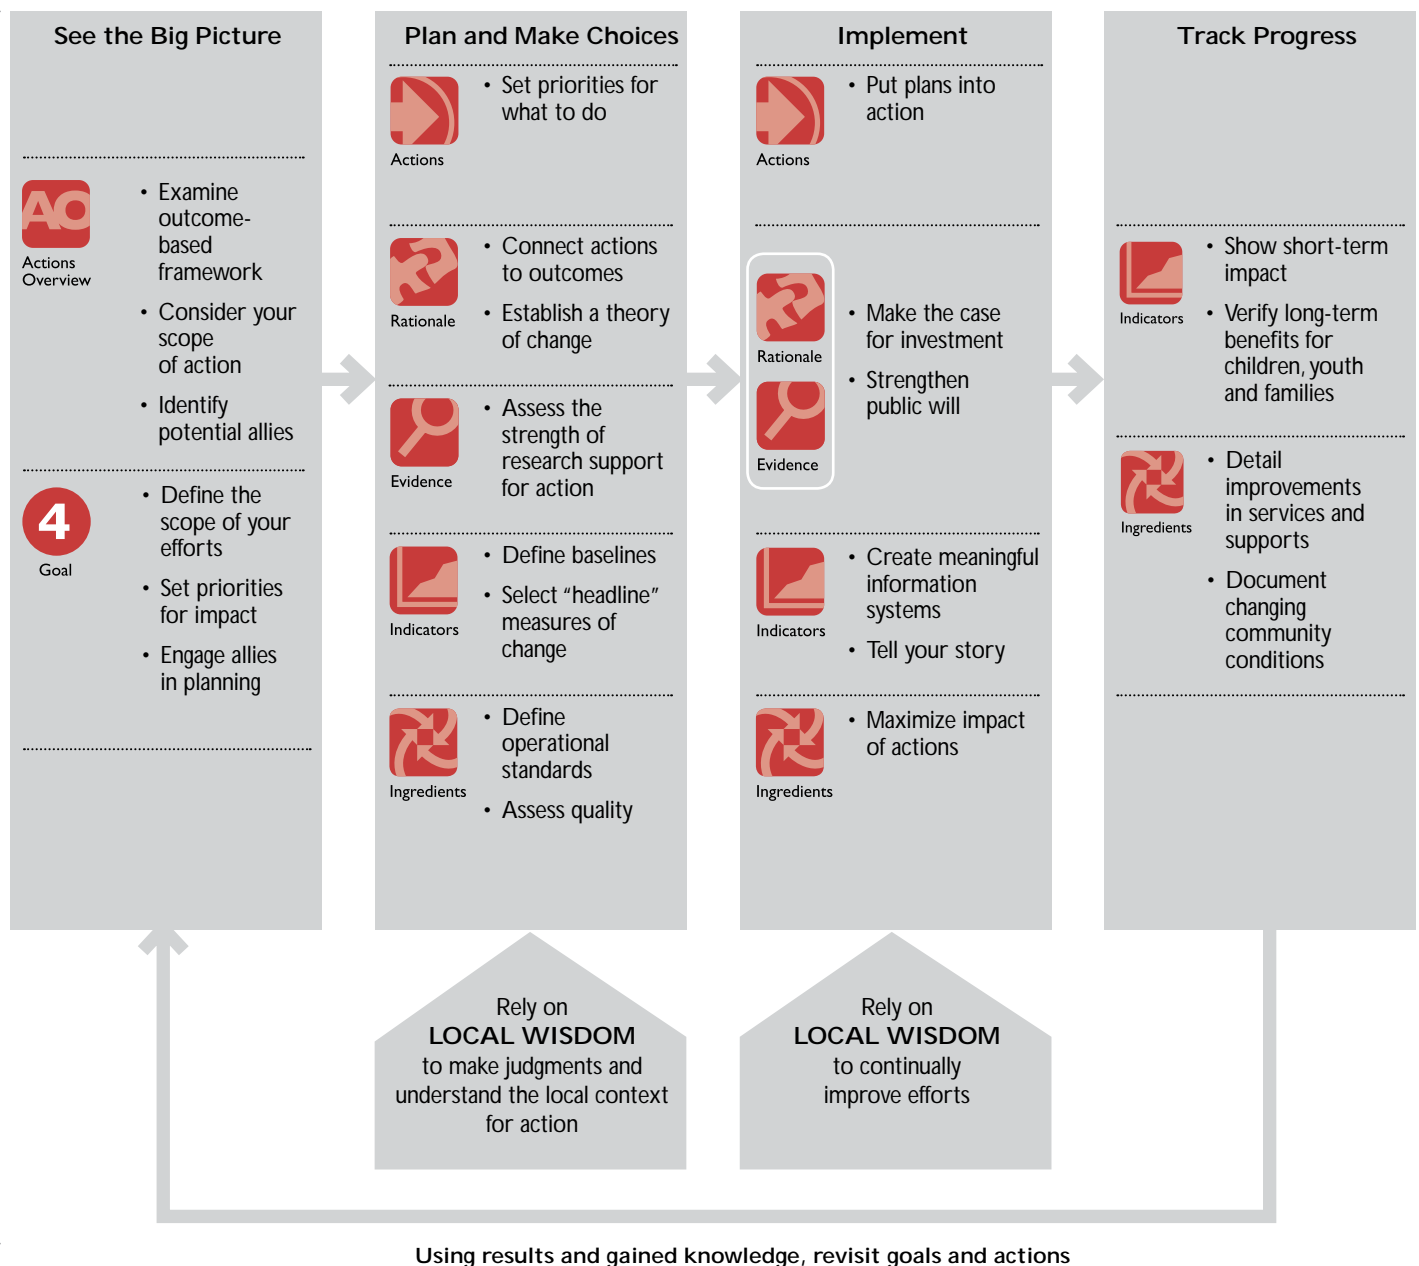 See the Big Picture
AO
Actions
Overview
• Examine
outcome-
based
framework
• Consider your
scope
of action
• Identify
potential allies
4
Goal
• Define the
scope of your
efforts
• Set priorities
for impact
• Engage allies
in planning
Plan and Make Choices
Actions
• Set priorities for
what to do
Rationale
• Connect actions
to outcomes
• Establish a theory
of change
Evidence
• Assess the
strength of
research support
for action
Indicators
• Define baselines
• Select “headline”
measures of
change
Ingredients
• Define
operational
standards
• Assess quality
Implement
Actions
• Put plans into
action
Rationale
Evidence
• Make the case
for investment
• Strengthen
public will
Indicators
• Create meaningful
information
systems
• Tell your story
Ingredients
• Maximize impact
of actions
Track Progress
Indicators
• Show short-term
impact
• Verify long-term
benefits for
children, youth
and families
Ingredients
• Detail
improvements
in services and
supports
• Document
changing
community
conditions
Rely on
LOCAL WISDOM
to make judgments and
understand the local context
for action
Rely on
LOCAL WISDOM
to continually
improve efforts
Using results and gained knowledge, revisit goals and actions